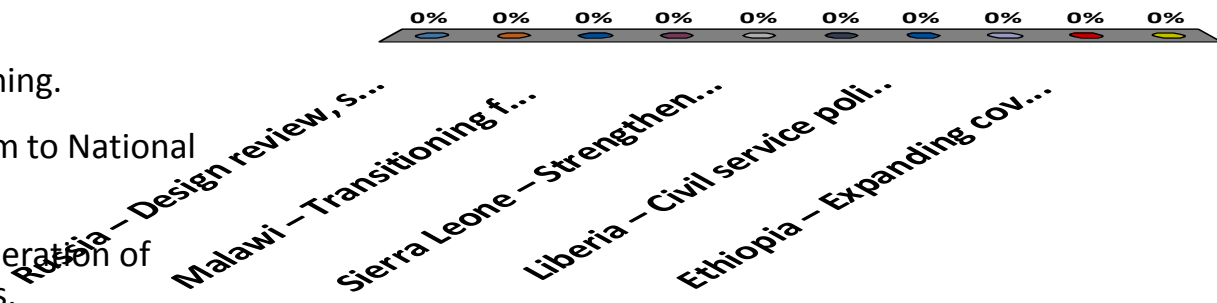 0% 0% 0% 0% 0% 0% 0% 0% 0% 0%
ning.
m to National
eration of
s.
Russia – Design review, s...
Malawi – Transitioning f...
Sierra Leone – Strengthen...
Liberia – Civil service poli..
Ethiopia – Expanding cov...